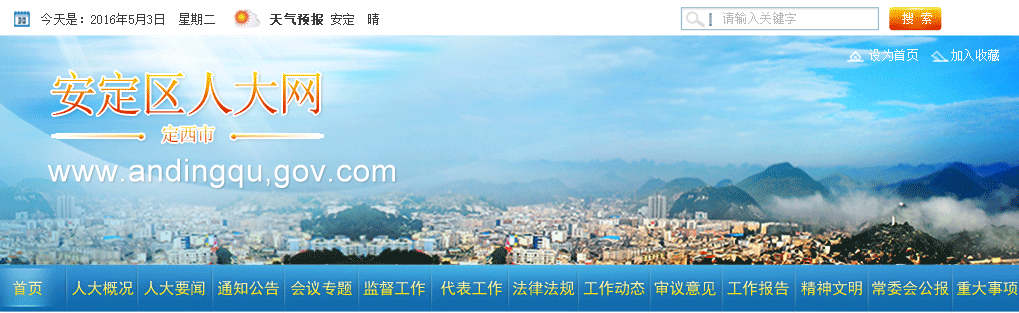 今天是：2016年5月3日 星期二 天气预报 安定 晴 请输入关键字 搜 索
设为首页 加入收藏
安定区人大网
定西市
www.andingqu,gov.com
首页 人大概况 人大要闻 通知公告 会议专题 监督工作 代表工作 法律法规 工作动态 审议意见 工作报告 精神文明 常委会公报 重大事项